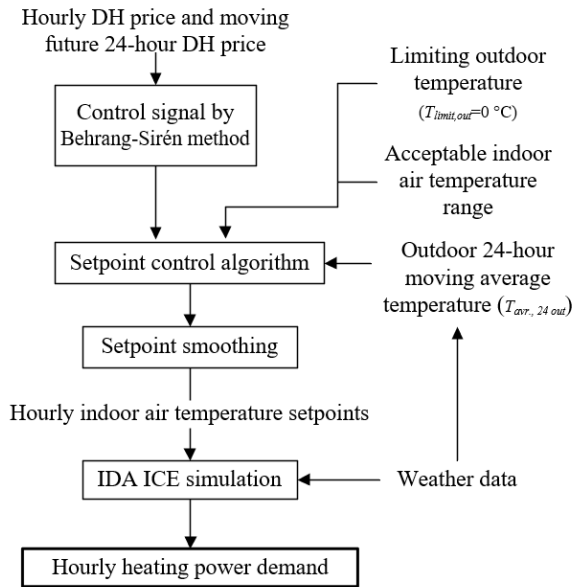 Hourly DH price and moving
future 24-hour DH price
Control signal by
Behrang-Sirén method
Limiting outdoor
temperature
(Tlimit,out=0 °C)
Acceptable indoor
air temperature
range
Setpoint control algorithm
Outdoor 24-hour
moving average
temperature (Tavr., 24 out)
Setpoint smoothing
Hourly indoor air temperature setpoints
IDA ICE simulation
Weather data
Hourly heating power demand